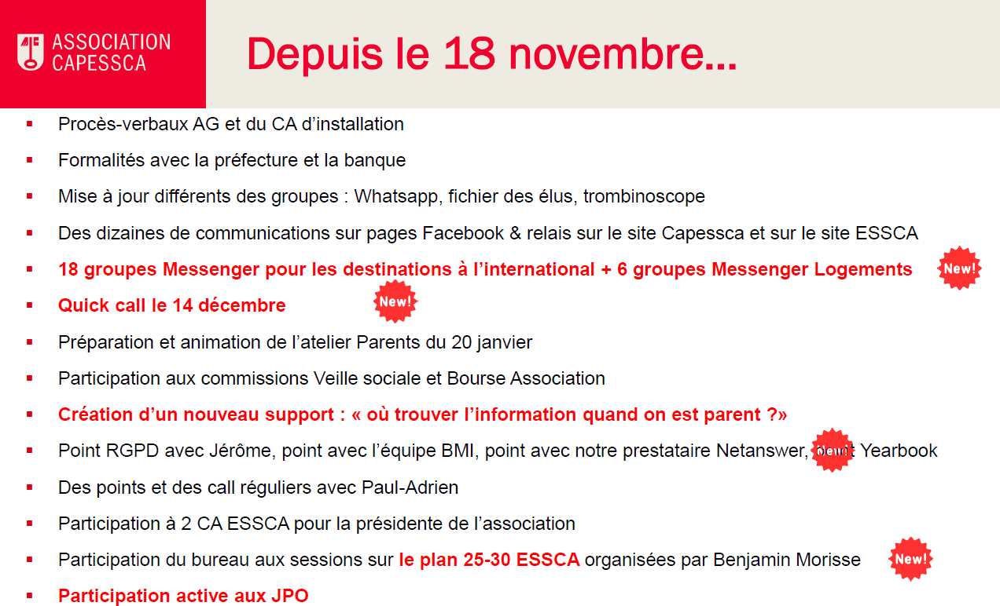 ASSOCIATION
CAPESSCA
Depuis le 18 novembre...
Procès-verbaux AG et du CA d’installation
Formalités avec la préfecture et la banque
Mise à jour différents des groupes : Whatsapp, fichier des élus, trombinoscope
Des dizaines de communications sur pages Facebook & relais sur le site Capessca et sur le site ESSCA
18 groupes Messenger pour les destinations à l’international + 6 groupes Messenger Logements
New!
Quick call le 14 décembre
New!
Préparation et animation de l’atelier Parents du 20 janvier
Participation aux commissions Veille sociale et Bourse Association
Création d’un nouveau support : « où trouver l’information quand on est parent ?»
Point RGPD avec Jérôme, point avec l’équipe BMI, point avec notre prestataire Netanswer, point Yearbook
New!
Des points et des call réguliers avec Paul-Adrien
Participation à 2 CA ESSCA pour la présidente de l’association
Participation du bureau aux sessions sur le plan 25-30 ESSCA organisées par Benjamin Morisse
New!
Participation active aux JPO